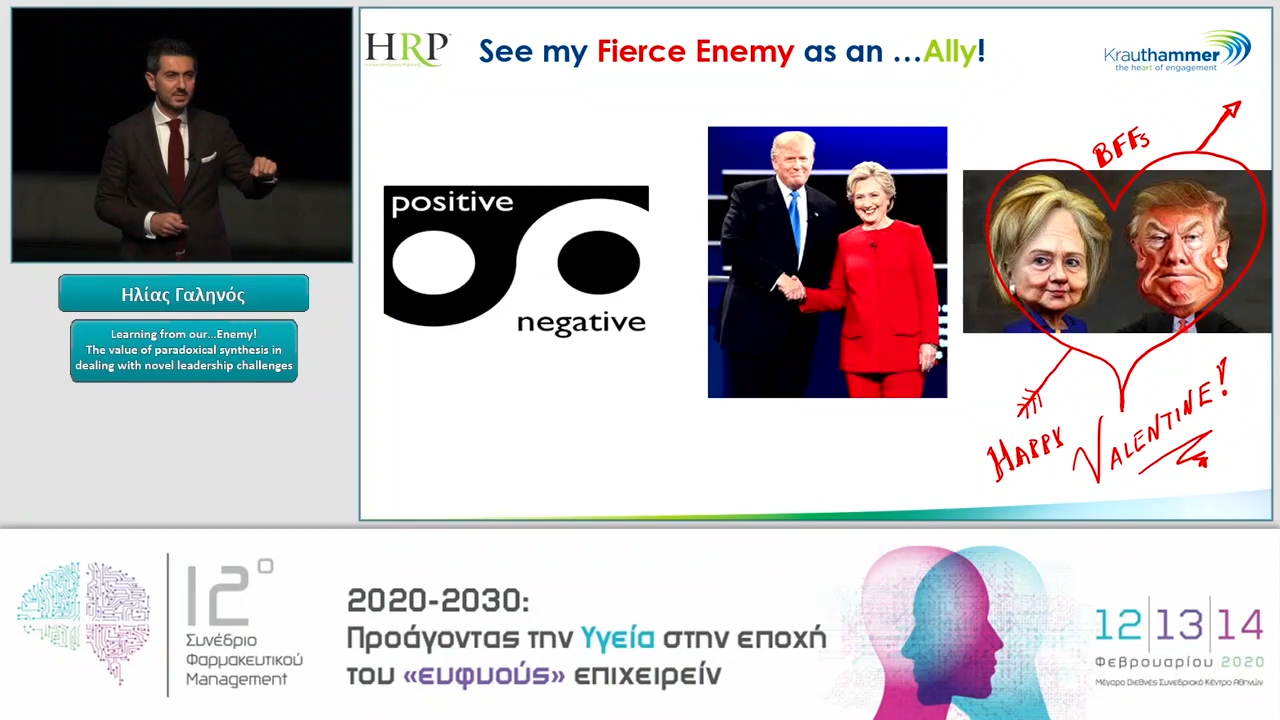 HRP
See my Fierce Enemy as an ...Ally!
Krauthammer
the heart of engagement
positive
negative
BFFs
HAPPY VALENTINE!
Ηλίας Γαληνός
Learning from our...Enemy!
The value of paradoxical synthesis in
dealing with novel leadership challenges
12ο
Συνέδριο
Φαρμακευτικού
Management
2020-2030:
Προάγοντας την Υγεία στην εποχή
του «ευφυούς» επιχειρείν
12 | 13 | 14
Φεβρουαρίου 2020
Μέγαρο Διεθνές Συνεδριακό Κέντρο Αθηνών